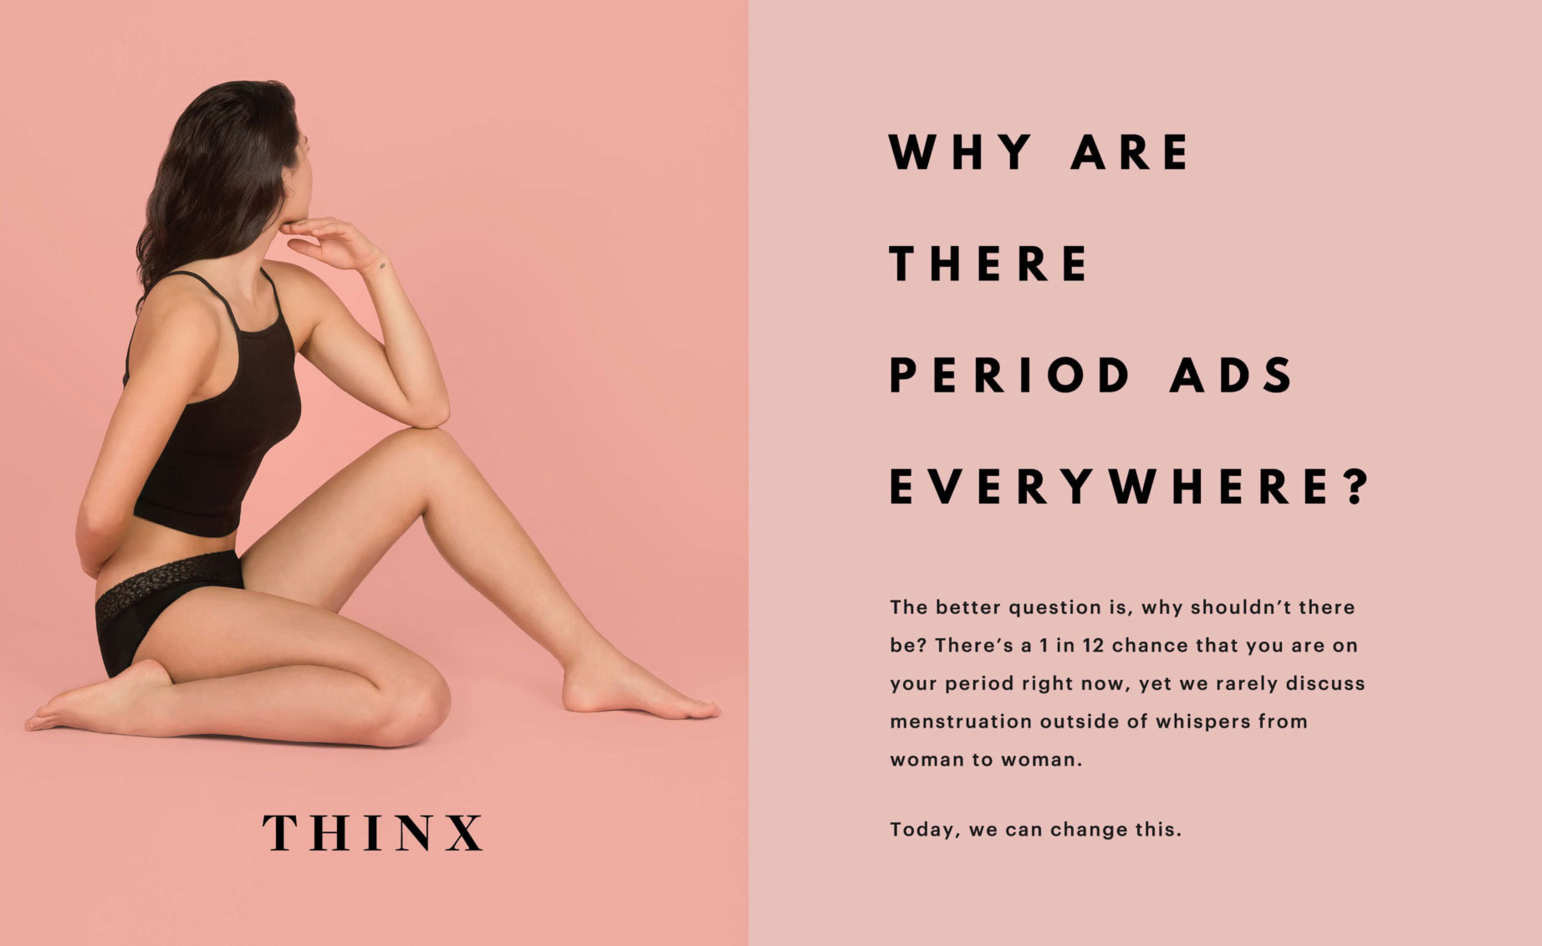 THINX
WHY ARE
THERE
PERIOD ADS
EVERYWHERE?
The better question is, why shouldn’t there
be? There’s a 1 in 12 chance that you are on
your period right now, yet we rarely discuss
menstruation outside of whispers from
woman to woman.
Today, we can change this.